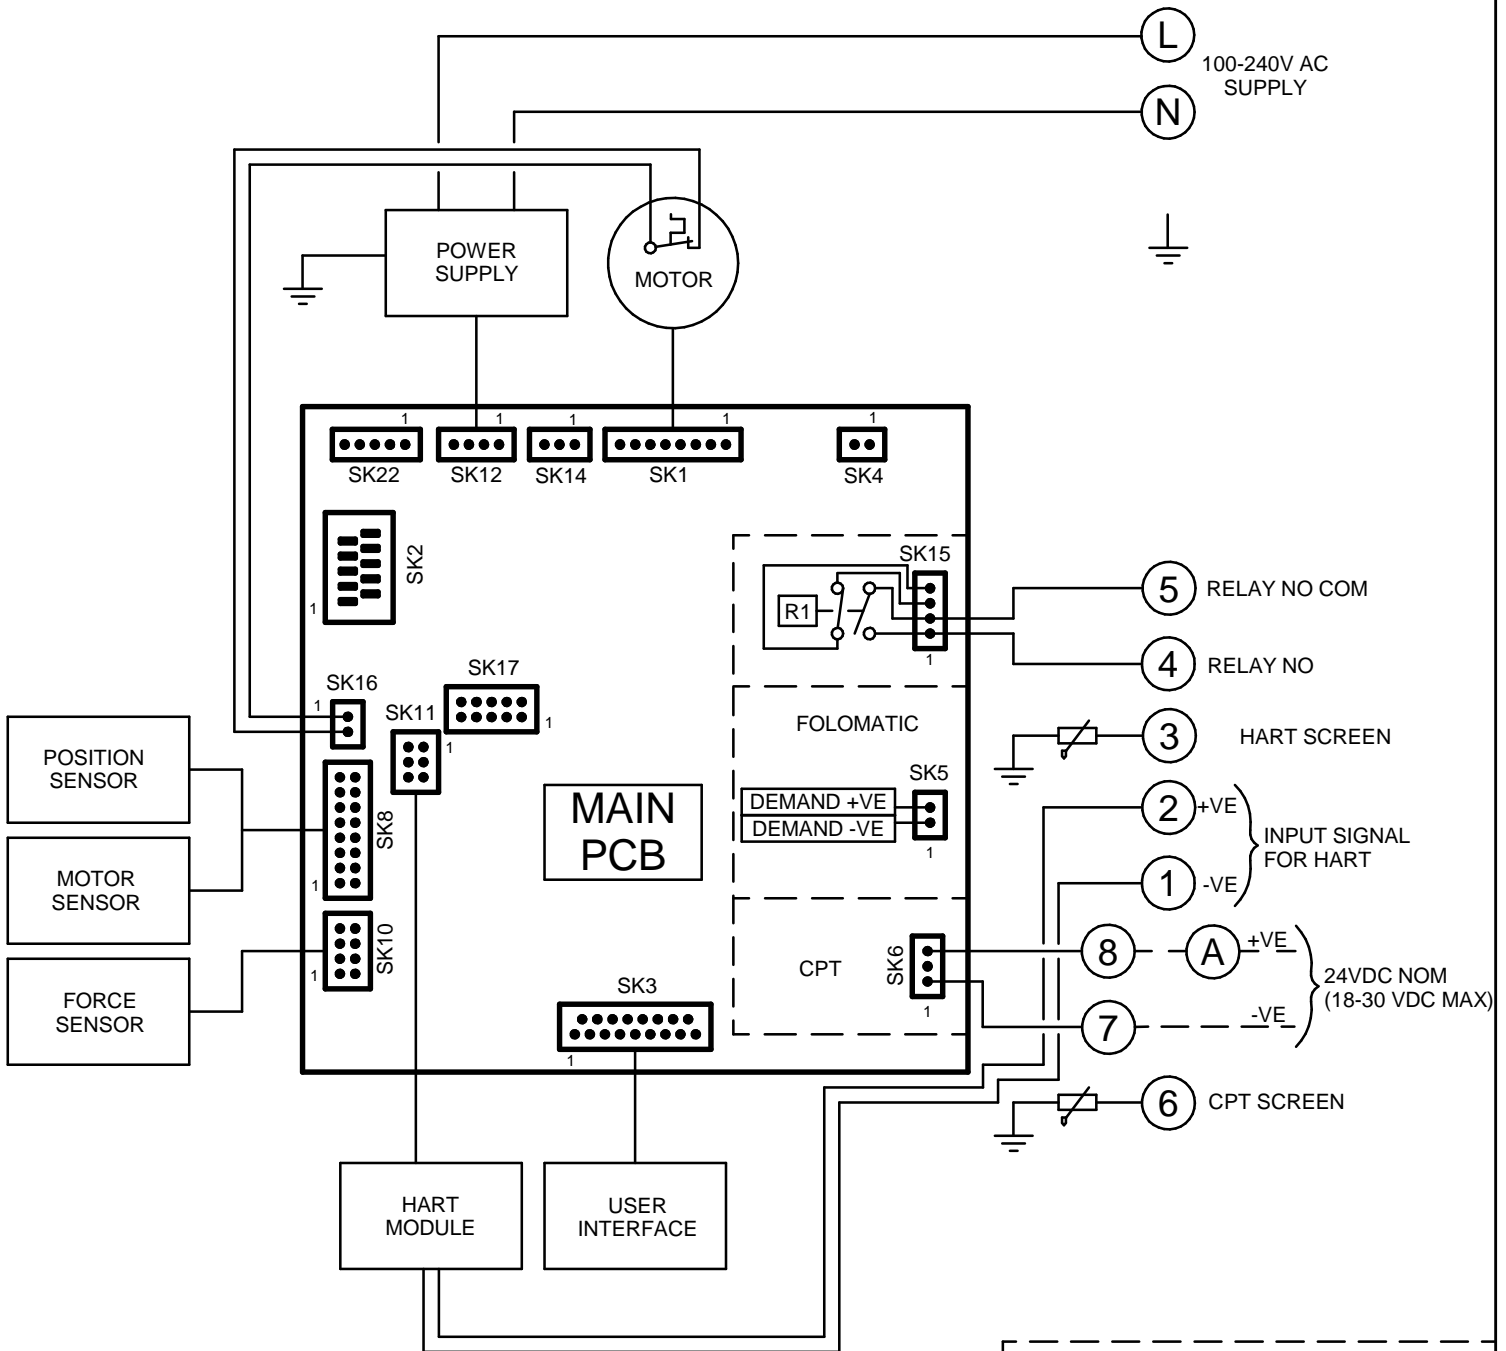 L
100-240V AC
SUPPLY
N
POWER
SUPPLY
MOTOR
1
1
1
1
1
SK22
SK12
SK14
SK1
SK4
SK2
1
SK15
R1
1
5
RELAY NO COM
4
RELAY NO
SK16
1
SK11
1
SK17
1
FOLOMATIC
3
HART SCREEN
POSITION
SENSOR
SK8
1
MAIN
PCB
SK5
DEMAND +VE
DEMAND -VE
1
2
+VE
INPUT SIGNAL
FOR HART
1
-VE
MOTOR
SENSOR
SK10
1
CPT
SK6
1
8
A
+VE
24VDC NOM
(18-30 VDC MAX)
7
-VE
FORCE
SENSOR
SK3
1
6
CPT SCREEN
HART
MODULE
USER
INTERFACE